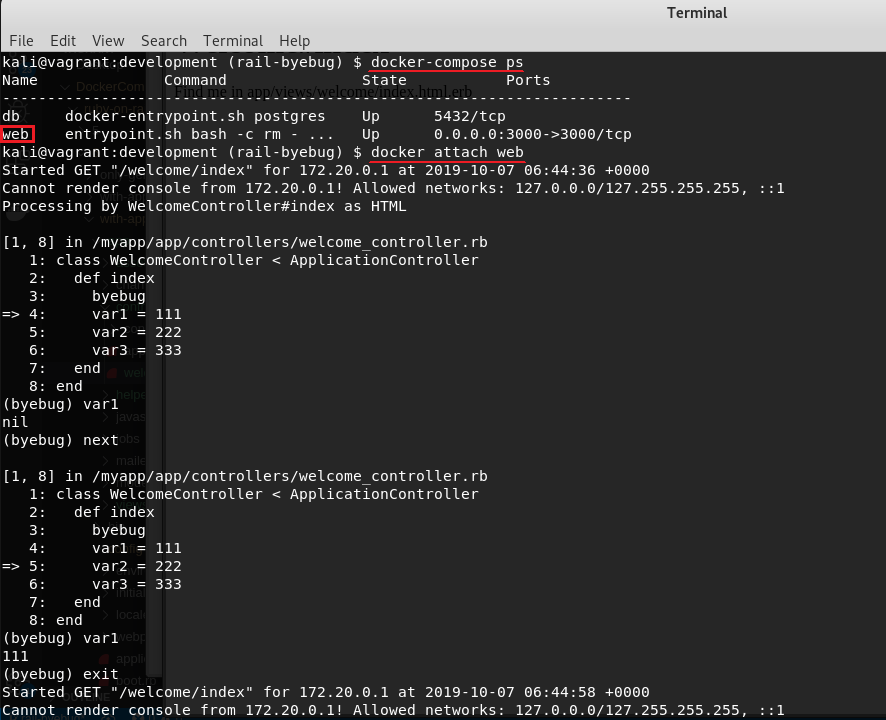 Terminal
File Edit View Search Terminal Help
kali@vagrant:development (rail-byebug) $ docker-compose ps
Name              Command               State           Ports
----------------------------------------------------------------------
db     docker-entrypoint.sh postgres    Up      5432/tcp
Find me in app/views/welcome/index.html.erb
web    entrypoint.sh bash -c rm - ...   Up      0.0.0.0:3000->3000/tcp
kali@vagrant:development (rail-byebug) $ docker attach web
Started GET "/welcome/index" for 172.20.0.1 at 2019-10-07 06:44:36 +0000
Cannot render console from 172.20.0.1! Allowed networks: 127.0.0.0/127.255.255.255, ::1
Processing by WelcomeController#index as HTML
[1, 8] in /myapp/app/controllers/welcome_controller.rb
   1: class WelcomeController < ApplicationController
   2:   def index
   3:     byebug
=> 4:     var1 = 111
   5:     var2 = 222
   6:     var3 = 333
   7:   end
   8: end
(byebug) var1
nil
(byebug) next
[1, 8] in /myapp/app/controllers/welcome_controller.rb
   1: class WelcomeController < ApplicationController
   2:   def index
   3:     byebug
   4:     var1 = 111
=> 5:     var2 = 222
   6:     var3 = 333
   7:   end
   8: end
(byebug) var1
111
(byebug) exit
Started GET "/welcome/index" for 172.20.0.1 at 2019-10-07 06:44:58 +0000
Cannot render console from 172.20.0.1! Allowed networks: 127.0.0.0/127.255.255.255, ::1